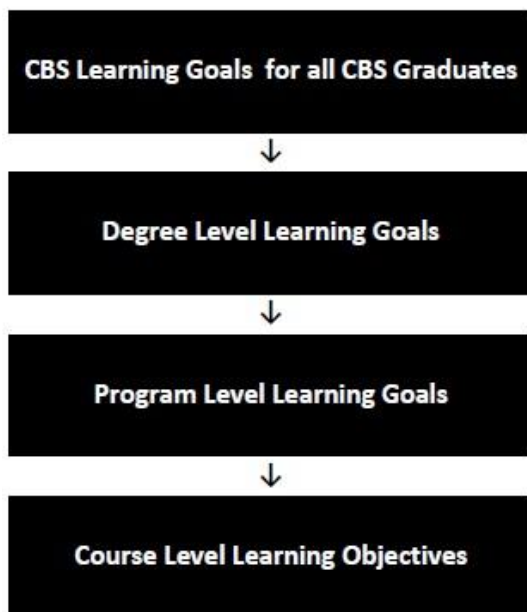 CBS Learning Goals for all CBS Graduates
↓
Degree Level Learning Goals
↓
Program Level Learning Goals
↓
Course Level Learning Objectives